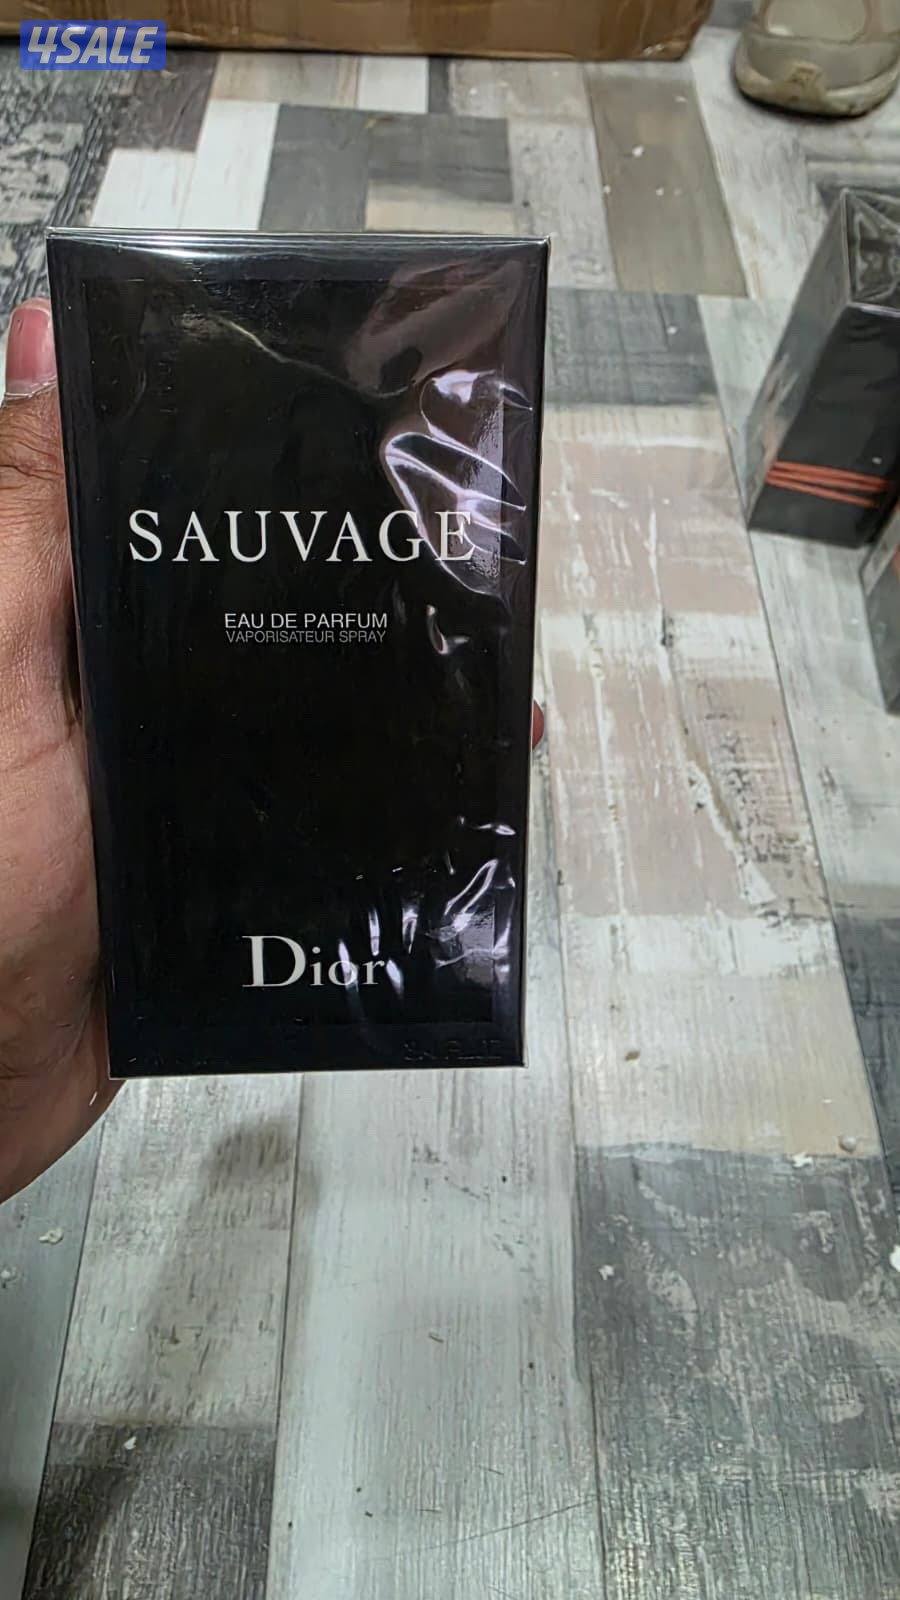 4SALE
SAUVAGE
EAU DE PARFUM
VAPORISATEUR SPRAY
Dior